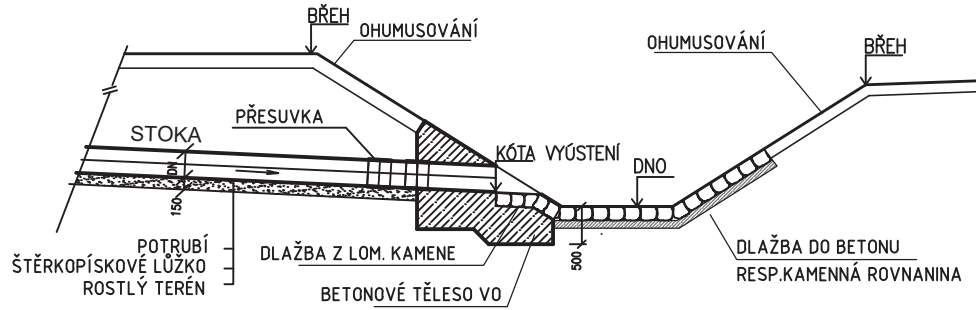 BŘEH
OHUMUSOVÁNÍ
OHUMUSOVÁNÍ
BŘEH
PŘESUVKA
STOKA
KÓTA VYÚSTENÍ
DNO
DN
150
500
POTRUBÍ
ŠTĚRKOPÍSKOVÉ LŮŽKO
ROSTLÝ TERÉN
DLAŽBA Z LOM. KAMENE
BETONOVÉ TĚLESO VO
DLAŽBA DO BETONU
RESP.KAMENNÁ ROVNANINA